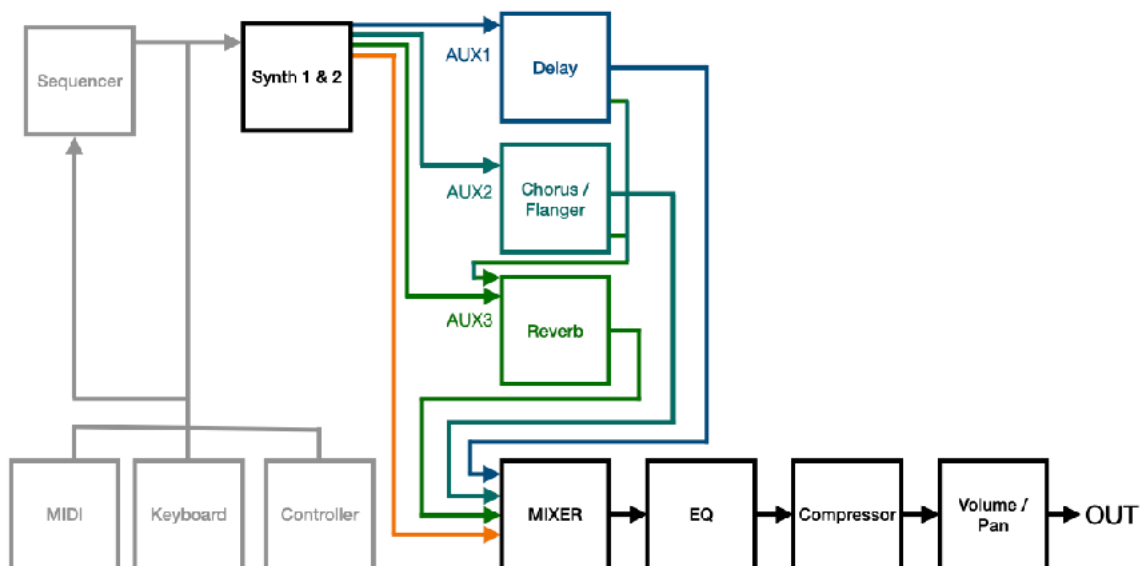 Sequencer
Synth 1 & 2
AUX1
Delay
AUX2
Chorus /
Flanger
AUX3
Reverb
MIDI
Keyboard
Controller
MIXER
EQ
Compressor
Volume /
Pan
OUT